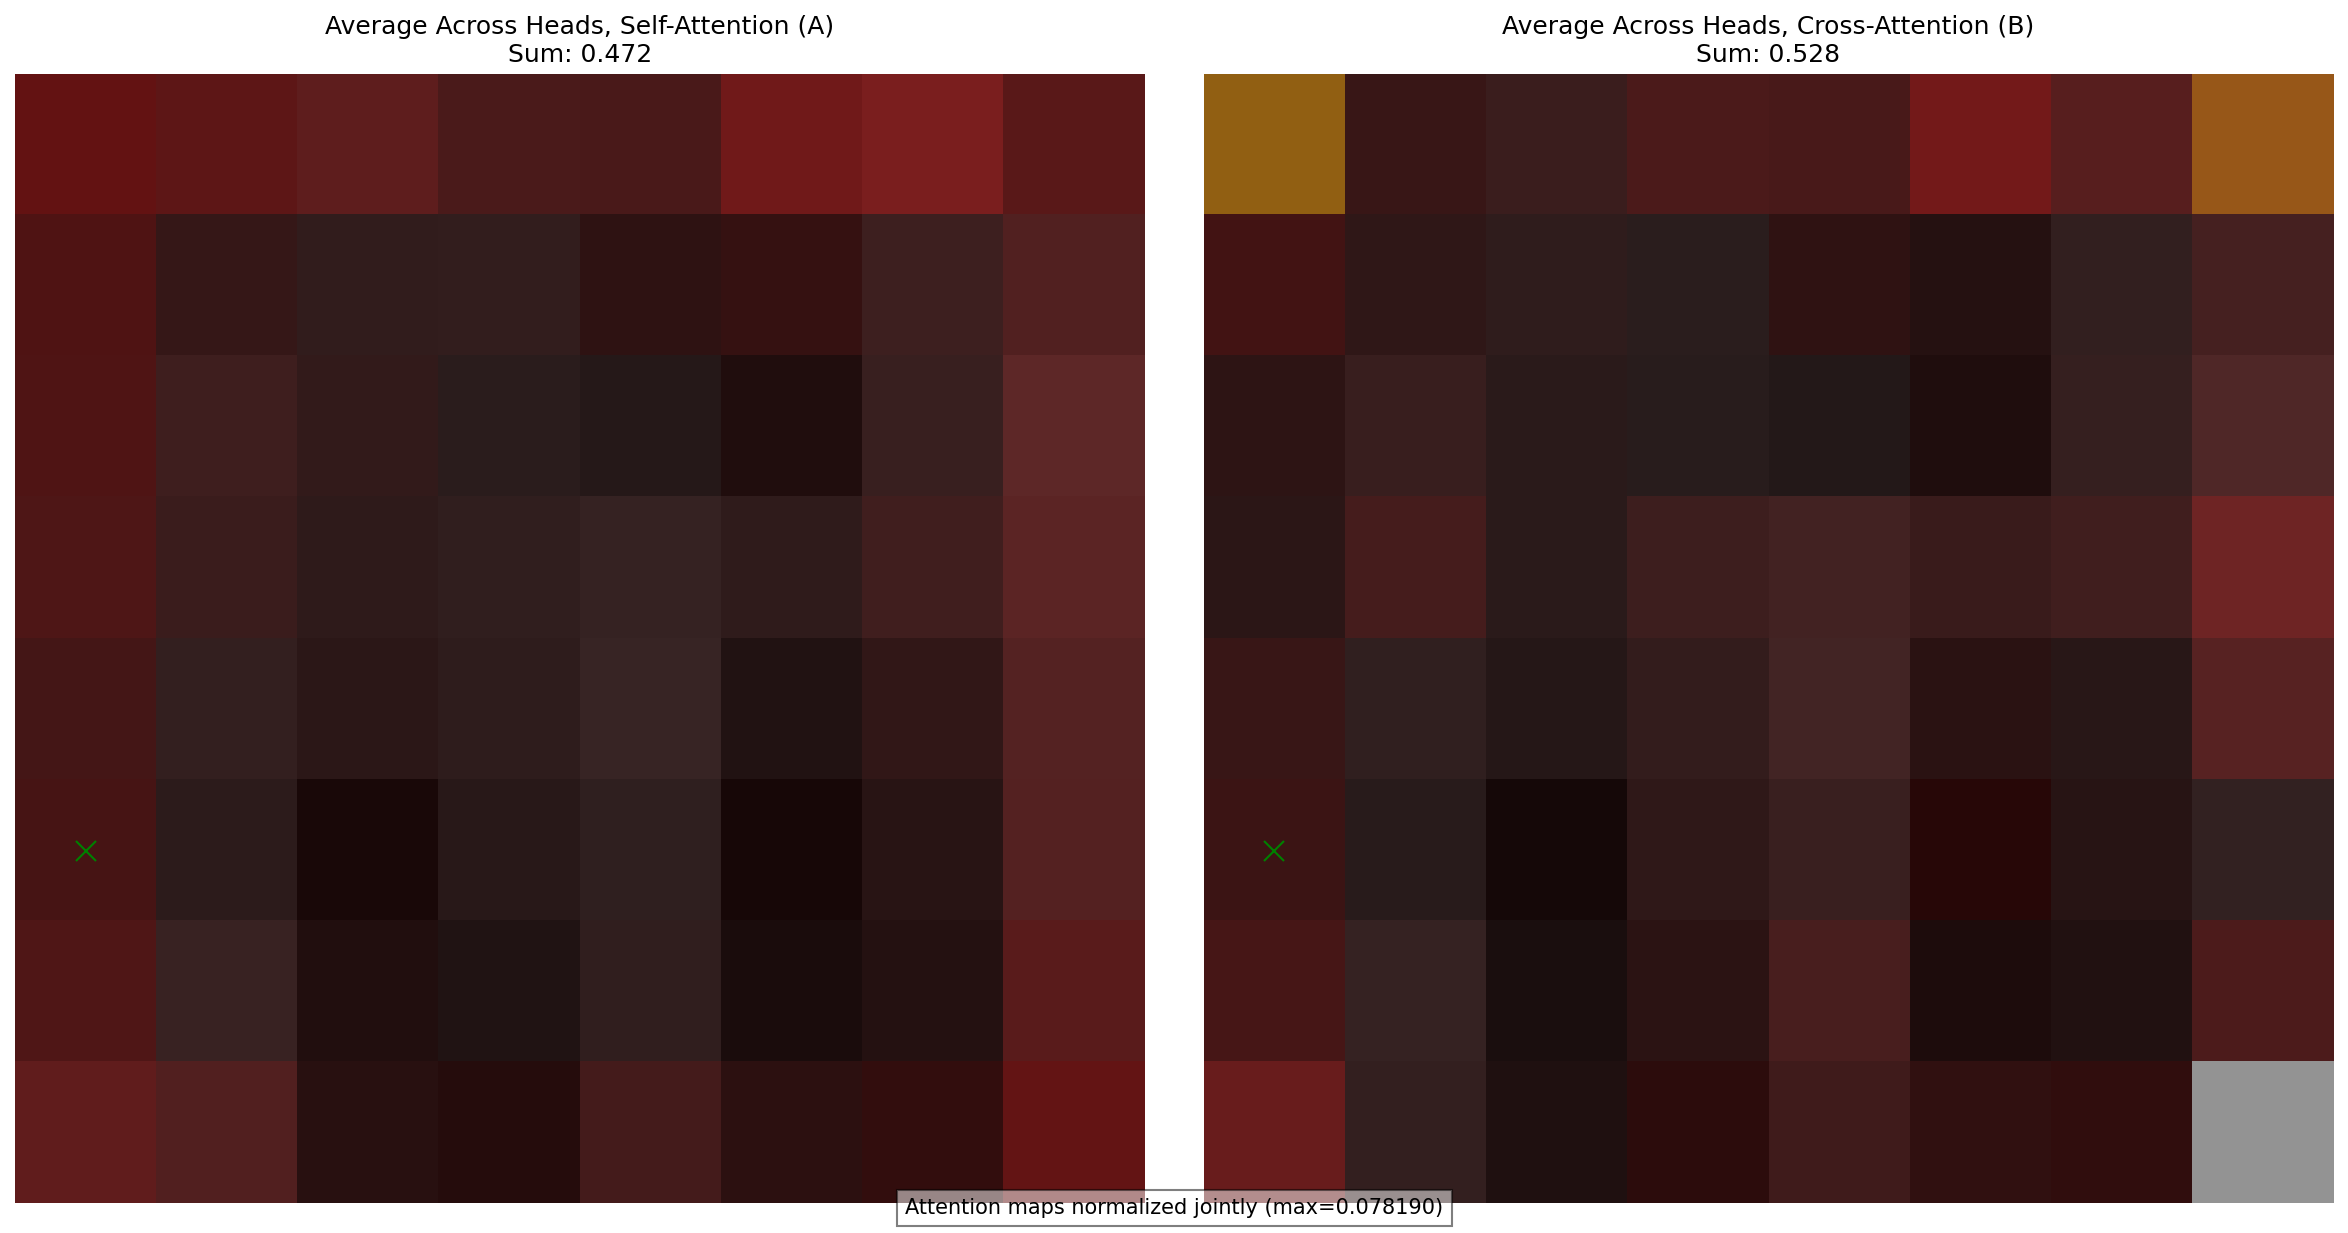 Average Across Heads, Self-Attention (A)
Sum: 0.472
Average Across Heads, Cross-Attention (B)
Sum: 0.528
Attention maps normalized jointly (max=0.078190)